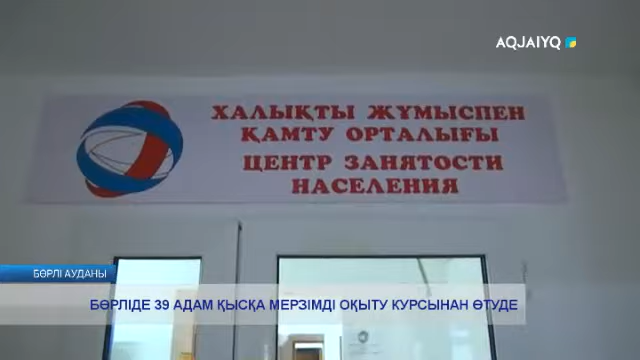 AQJAIYQ
ХАЛЫҚТЫ ЖҰМЫСПЕН
ҚАМТУ ОРТАЛЫҒЫ
ЦЕНТР ЗАНЯТОСТИ
НАСЕЛЕНИЯ
БӨРЛІ АУДАНЫ
БӨРЛІДЕ 39 АДАМ ҚЫСҚА МЕРЗІМДІ ОҚЫТУ КУРСЫНАН ӨТУДЕ